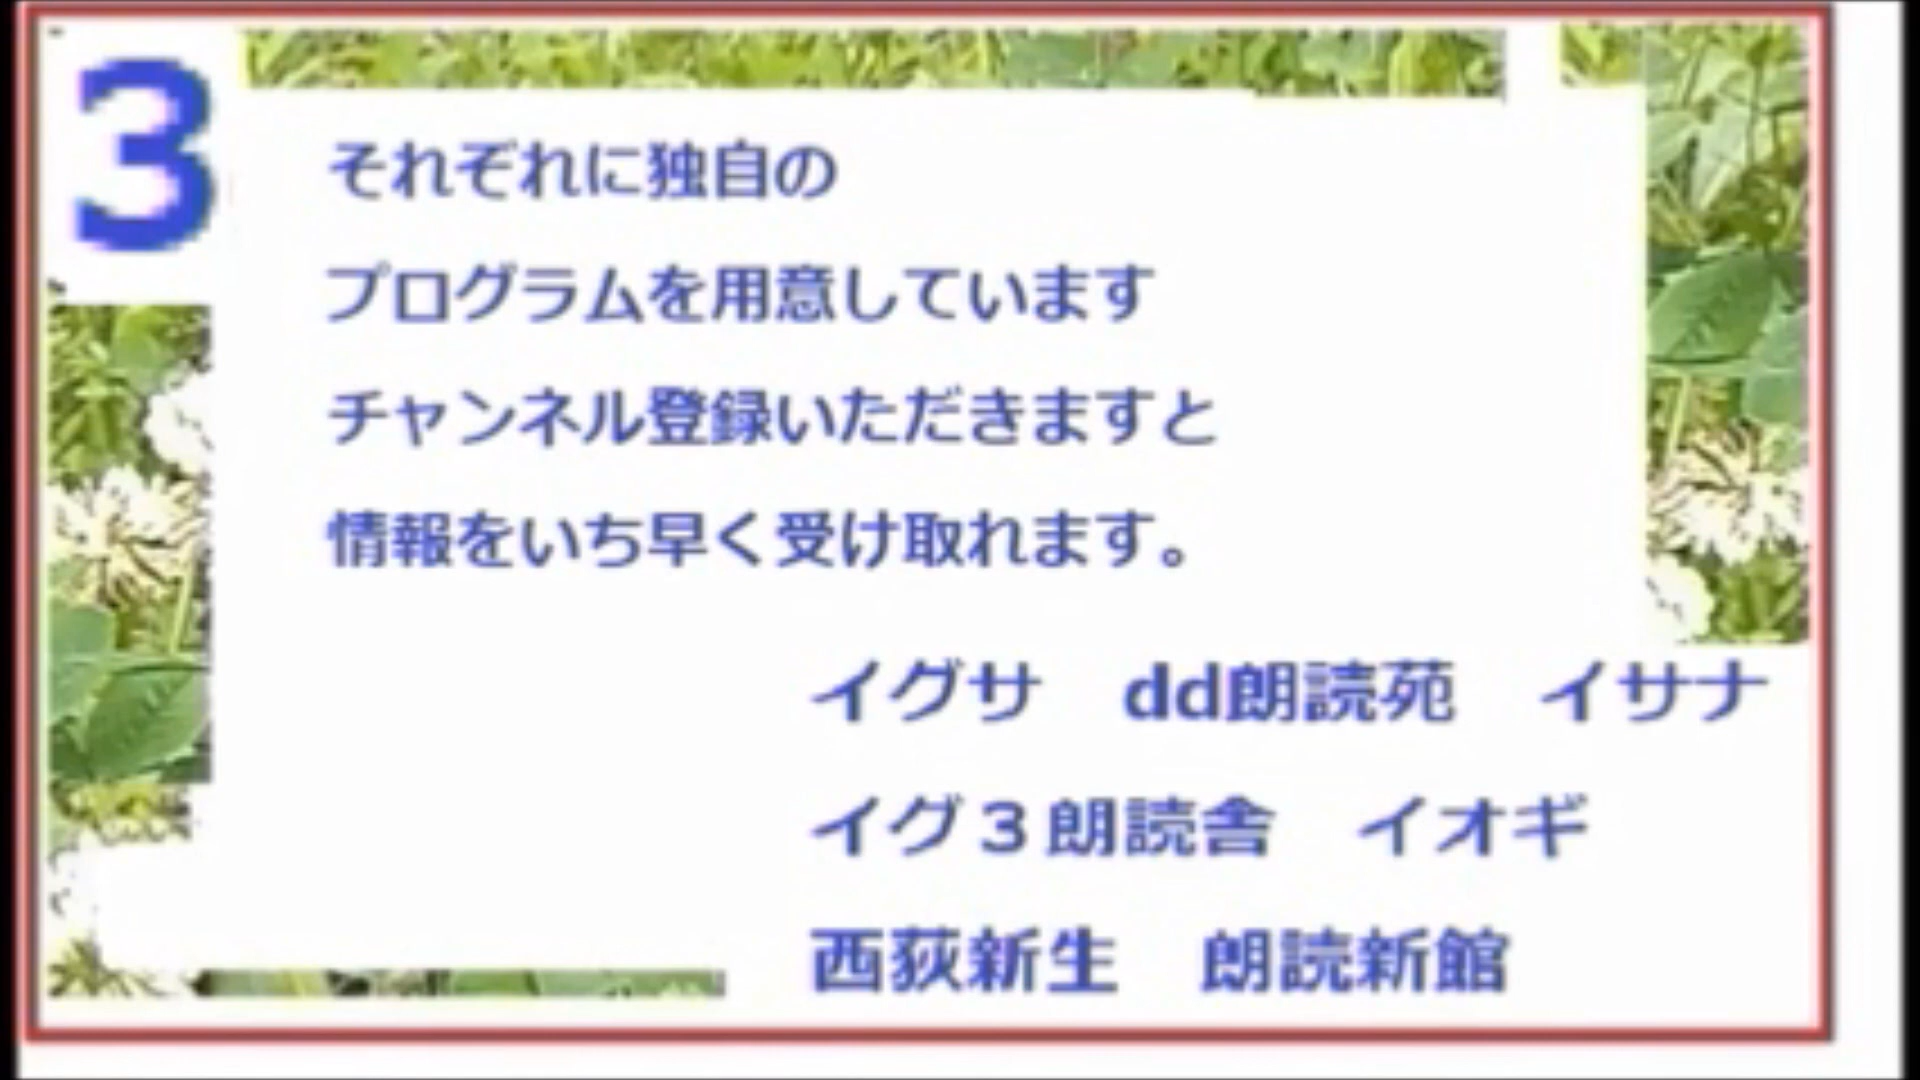 3
それぞれに独自の
プログラムを用意しています
チャンネル登録いただきますと
情報をいち早く受け取れます。
イグサ　dd朗読苑　イサナ
イグ３朗読舎　イオギ
西荻新生　朗読新館